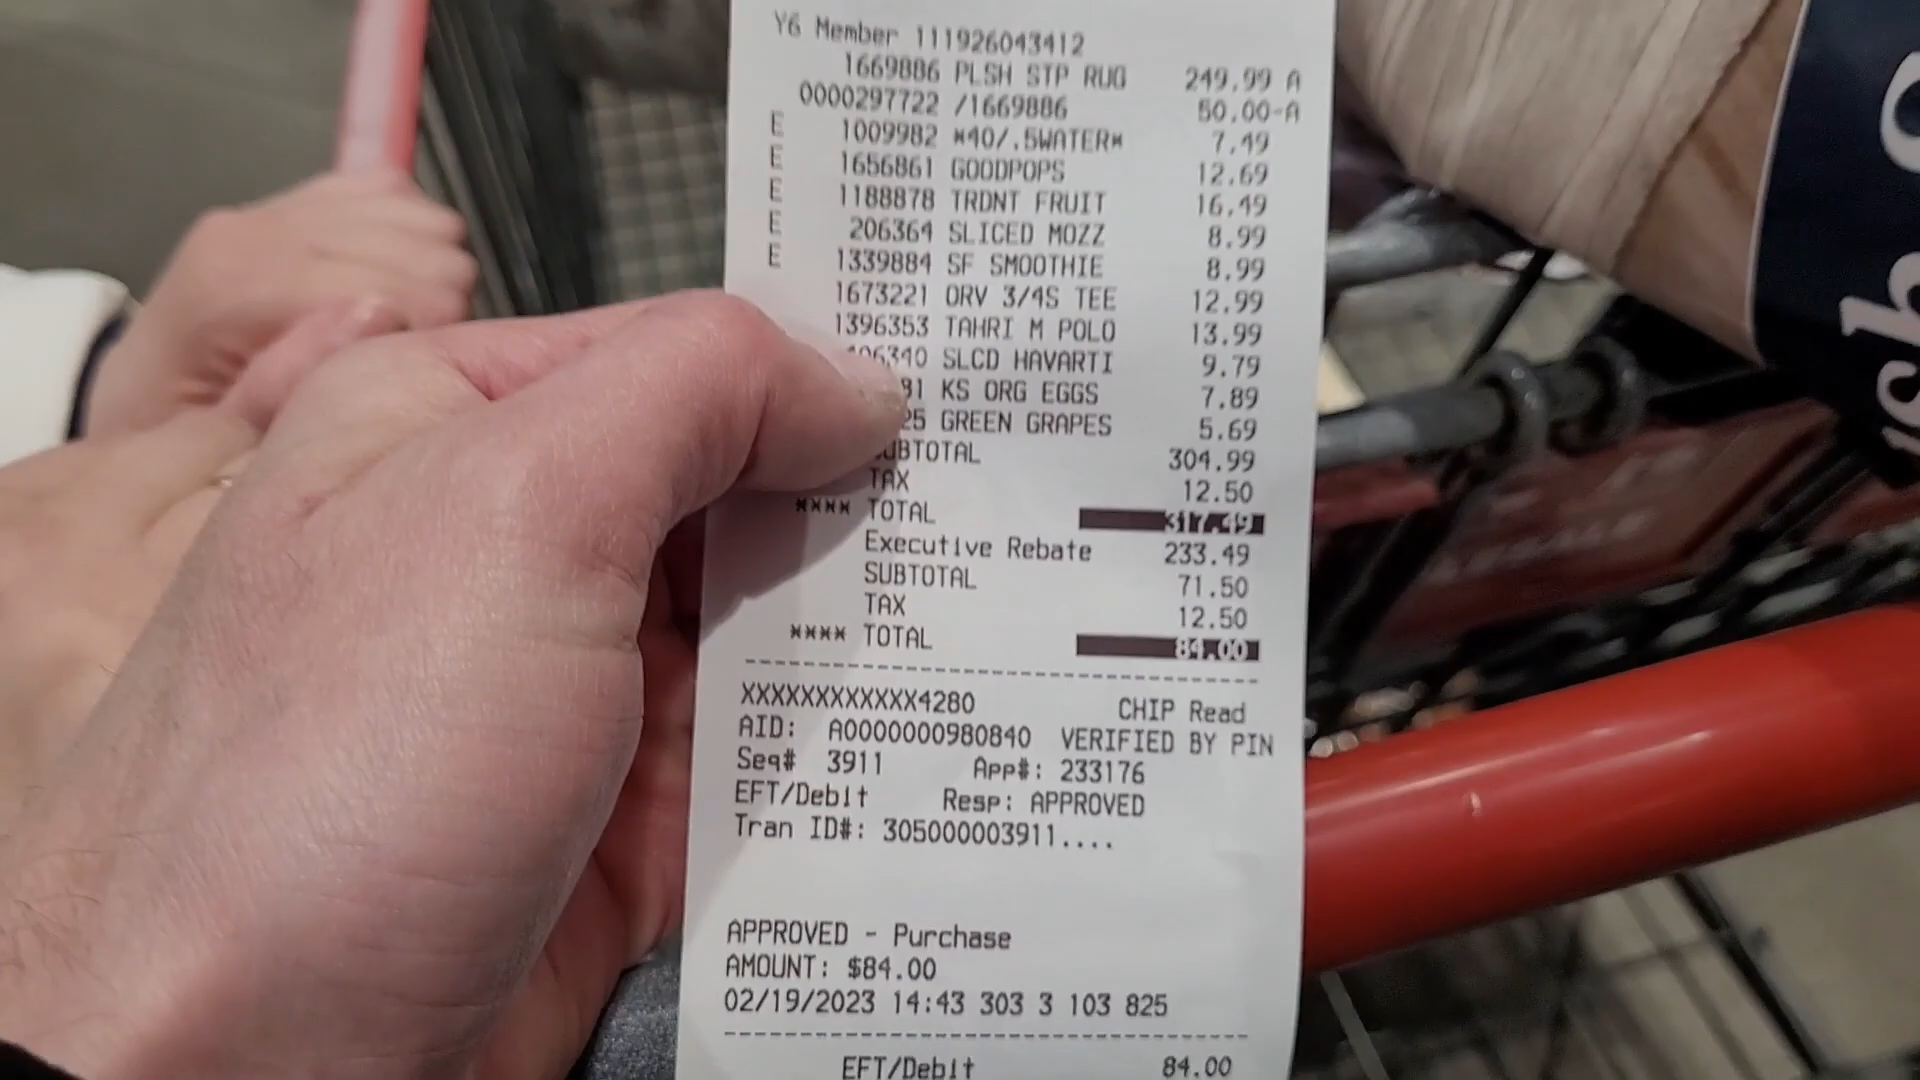 Y6 Member 111926043412
1669886 PLSH STP RUG 249.99 A
0000297722 /1669886 50.00-A
E 1009982 *40/.5WATER* 7.49
E 1656861 GOODPOPS 12.69
E 1188878 TRDNT FRUIT 16.49
E 206364 SLICED MOZZ 8.99
E 1339884 SF SMOOTHIE 8.99
1673221 ORV 3/4S TEE 12.99
1396353 TAHRI M POLO 13.99
06340 SLCD HAVARTI 9.79
81 KS ORG EGGS 7.89
25 GREEN GRAPES 5.69
UBTOTAL 304.99
TAX 12.50
**** TOTAL 317.49
Executive Rebate 233.49
SUBTOTAL 71.50
TAX 12.50
**** TOTAL 84.00
XXXXXXXXXXXX4280 CHIP Read
AID: A0000000980840 VERIFIED BY PIN
Seq# 3911 App#: 233176
EFT/Debit Resp: APPROVED
Tran ID#: 305000003911....
APPROVED - Purchase
AMOUNT: $84.00
02/19/2023 14:43 303 3 103 825
EFT/Debit 84.00